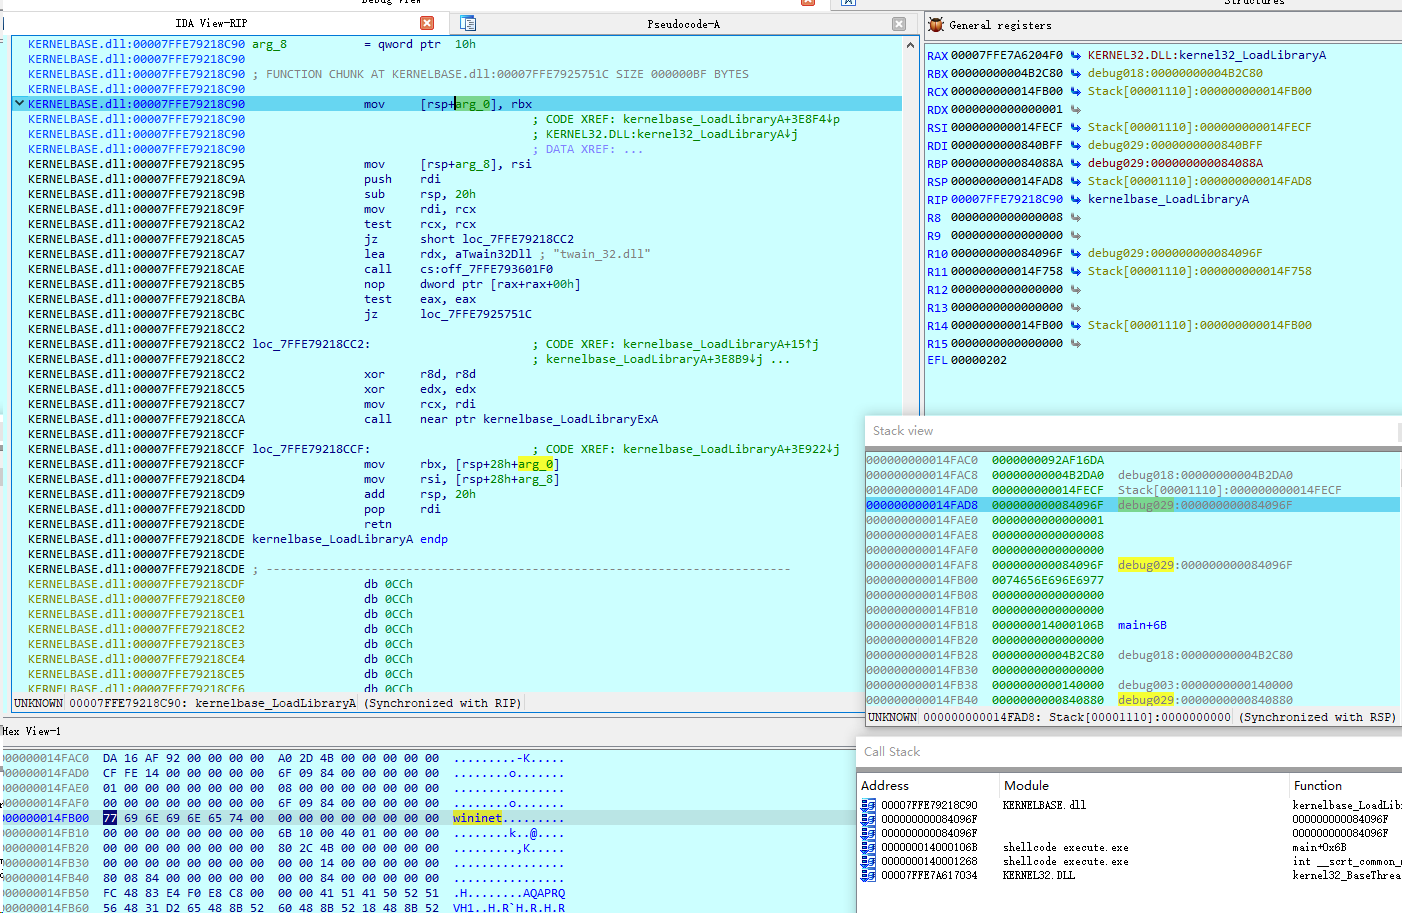 Debug View
Structures
IDA View-RIP
Pseudocode-A
General registers
KERNELBASE.dll:00007FFE79218C90 arg_8 = qword ptr 10h
KERNELBASE.dll:00007FFE79218C90
KERNELBASE.dll:00007FFE79218C90 ; FUNCTION CHUNK AT KERNELBASE.dll:00007FFE7925751C SIZE 000000BF BYTES
KERNELBASE.dll:00007FFE79218C90
KERNELBASE.dll:00007FFE79218C90 mov [rsp+arg_0], rbx
KERNELBASE.dll:00007FFE79218C90 ; CODE XREF: kernelbase_LoadLibraryA+3E8F4↓p
KERNELBASE.dll:00007FFE79218C90 ; KERNEL32.DLL:kernel32_LoadLibraryA↓j
KERNELBASE.dll:00007FFE79218C90 ; DATA XREF: ...
KERNELBASE.dll:00007FFE79218C95 mov [rsp+arg_8], rsi
KERNELBASE.dll:00007FFE79218C9A push rdi
KERNELBASE.dll:00007FFE79218C9B sub rsp, 20h
KERNELBASE.dll:00007FFE79218C9F mov rdi, rcx
KERNELBASE.dll:00007FFE79218CA2 test rcx, rcx
KERNELBASE.dll:00007FFE79218CA5 jz short loc_7FFE79218CC2
KERNELBASE.dll:00007FFE79218CA7 lea rdx, aTwain32Dll ; "twain_32.dll"
KERNELBASE.dll:00007FFE79218CAE call cs:off_7FFE793601F0
KERNELBASE.dll:00007FFE79218CB5 nop dword ptr [rax+rax+00h]
KERNELBASE.dll:00007FFE79218CBA test eax, eax
KERNELBASE.dll:00007FFE79218CBC jz loc_7FFE7925751C
KERNELBASE.dll:00007FFE79218CC2
KERNELBASE.dll:00007FFE79218CC2 loc_7FFE79218CC2: ; CODE XREF: kernelbase_LoadLibraryA+15↑j
KERNELBASE.dll:00007FFE79218CC2 ; kernelbase_LoadLibraryA+3E8B9↓j ...
KERNELBASE.dll:00007FFE79218CC2 xor r8d, r8d
KERNELBASE.dll:00007FFE79218CC5 xor edx, edx
KERNELBASE.dll:00007FFE79218CC7 mov rcx, rdi
KERNELBASE.dll:00007FFE79218CCA call near ptr kernelbase_LoadLibraryExA
KERNELBASE.dll:00007FFE79218CCF
KERNELBASE.dll:00007FFE79218CCF loc_7FFE79218CCF: ; CODE XREF: kernelbase_LoadLibraryA+3E922↓j
KERNELBASE.dll:00007FFE79218CCF mov rbx, [rsp+28h+arg_0]
KERNELBASE.dll:00007FFE79218CD4 mov rsi, [rsp+28h+arg_8]
KERNELBASE.dll:00007FFE79218CD9 add rsp, 20h
KERNELBASE.dll:00007FFE79218CDD pop rdi
KERNELBASE.dll:00007FFE79218CDE retn
KERNELBASE.dll:00007FFE79218CDE kernelbase_LoadLibraryA endp
KERNELBASE.dll:00007FFE79218CDE
KERNELBASE.dll:00007FFE79218CDE ; ---------------------------------------------------------------------------
KERNELBASE.dll:00007FFE79218CDF db 0CCh
KERNELBASE.dll:00007FFE79218CE0 db 0CCh
KERNELBASE.dll:00007FFE79218CE1 db 0CCh
KERNELBASE.dll:00007FFE79218CE2 db 0CCh
KERNELBASE.dll:00007FFE79218CE3 db 0CCh
KERNELBASE.dll:00007FFE79218CE4 db 0CCh
KERNELBASE.dll:00007FFE79218CE5 db 0CCh
KERNELBASE.dll:00007FFE79218CE6 db 0CCh
UNKNOWN 00007FFE79218C90: kernelbase_LoadLibraryA (Synchronized with RIP)
RAX 00007FFE7A6204F0 KERNEL32.DLL:kernel32_LoadLibraryA
RBX 00000000004B2C80 debug018:00000000004B2C80
RCX 000000000014FB00 Stack[00001110]:000000000014FB00
RDX 0000000000000001
RSI 000000000014FECF Stack[00001110]:000000000014FECF
RDI 0000000000840BFF debug029:0000000000840BFF
RBP 000000000084088A debug029:000000000084088A
RSP 000000000014FAD8 Stack[00001110]:000000000014FAD8
RIP 00007FFE79218C90 kernelbase_LoadLibraryA
R8 0000000000000008
R9 0000000000000000
R10 000000000084096F debug029:000000000084096F
R11 000000000014F758 Stack[00001110]:000000000014F758
R12 0000000000000000
R13 0000000000000000
R14 000000000014FB00 Stack[00001110]:000000000014FB00
R15 0000000000000000
EFL 00000202
Stack view
000000000014FAC0 0000000092AF16DA
000000000014FAC8 00000000004B2DA0 debug018:00000000004B2DA0
000000000014FAD0 000000000014FECF Stack[00001110]:000000000014FECF
000000000014FAD8 000000000084096F debug029:000000000084096F
000000000014FAE0 0000000000000001
000000000014FAE8 0000000000000008
000000000014FAF0 0000000000000000
000000000014FAF8 000000000084096F debug029:000000000084096F
000000000014FB00 0074656E696E6977
000000000014FB08 0000000000000000
000000000014FB10 0000000000000000
000000000014FB18 000000014000106B main+6B
000000000014FB20 0000000000000000
000000000014FB28 00000000004B2C80 debug018:00000000004B2C80
000000000014FB30 0000000000000000
000000000014FB38 0000000000140000 debug003:0000000000140000
000000000014FB40 0000000000840880 debug029:0000000000840880
UNKNOWN 000000000014FAD8: Stack[00001110]:0000000000 (Synchronized with RSP)
Hex View-1
00000014FAC0 DA 16 AF 92 00 00 00 00 A0 2D 4B 00 00 00 00 00 .........-K.....
00000014FAD0 CF FE 14 00 00 00 00 00 6F 09 84 00 00 00 00 00 ........o.......
00000014FAE0 01 00 00 00 00 00 00 00 08 00 00 00 00 00 00 00 ................
00000014FAF0 00 00 00 00 00 00 00 00 6F 09 84 00 00 00 00 00 ........o.......
00000014FB00 77 69 6E 69 6E 65 74 00 00 00 00 00 00 00 00 00 wininet.........
00000014FB10 00 00 00 00 00 00 00 00 6B 10 00 40 01 00 00 00 ........k..@....
00000014FB20 00 00 00 00 00 00 00 00 80 2C 4B 00 00 00 00 00 .........,K.....
00000014FB30 00 00 00 00 00 00 00 00 00 00 14 00 00 00 00 00 ................
00000014FB40 80 08 84 00 00 00 00 00 00 00 84 00 00 00 00 00 ................
00000014FB50 FC 48 83 E4 F0 E8 C8 00 00 00 41 51 41 50 52 51 .H........AQAPRQ
00000014FB60 56 48 31 D2 65 48 8B 52 60 48 8B 52 18 48 8B 52 VH1..H.R`H.R.H.R
Call Stack
Address Module Function
00007FFE79218C90 KERNELBASE.dll kernelbase_LoadLib
000000000084096F 000000000084096F
000000000084096F 000000000084096F
000000014000106B shellcode execute.exe main+0x6B
0000000140001268 shellcode execute.exe int __scrt_common_m
00007FFE7A617034 KERNEL32.DLL kernel32_BaseThrea